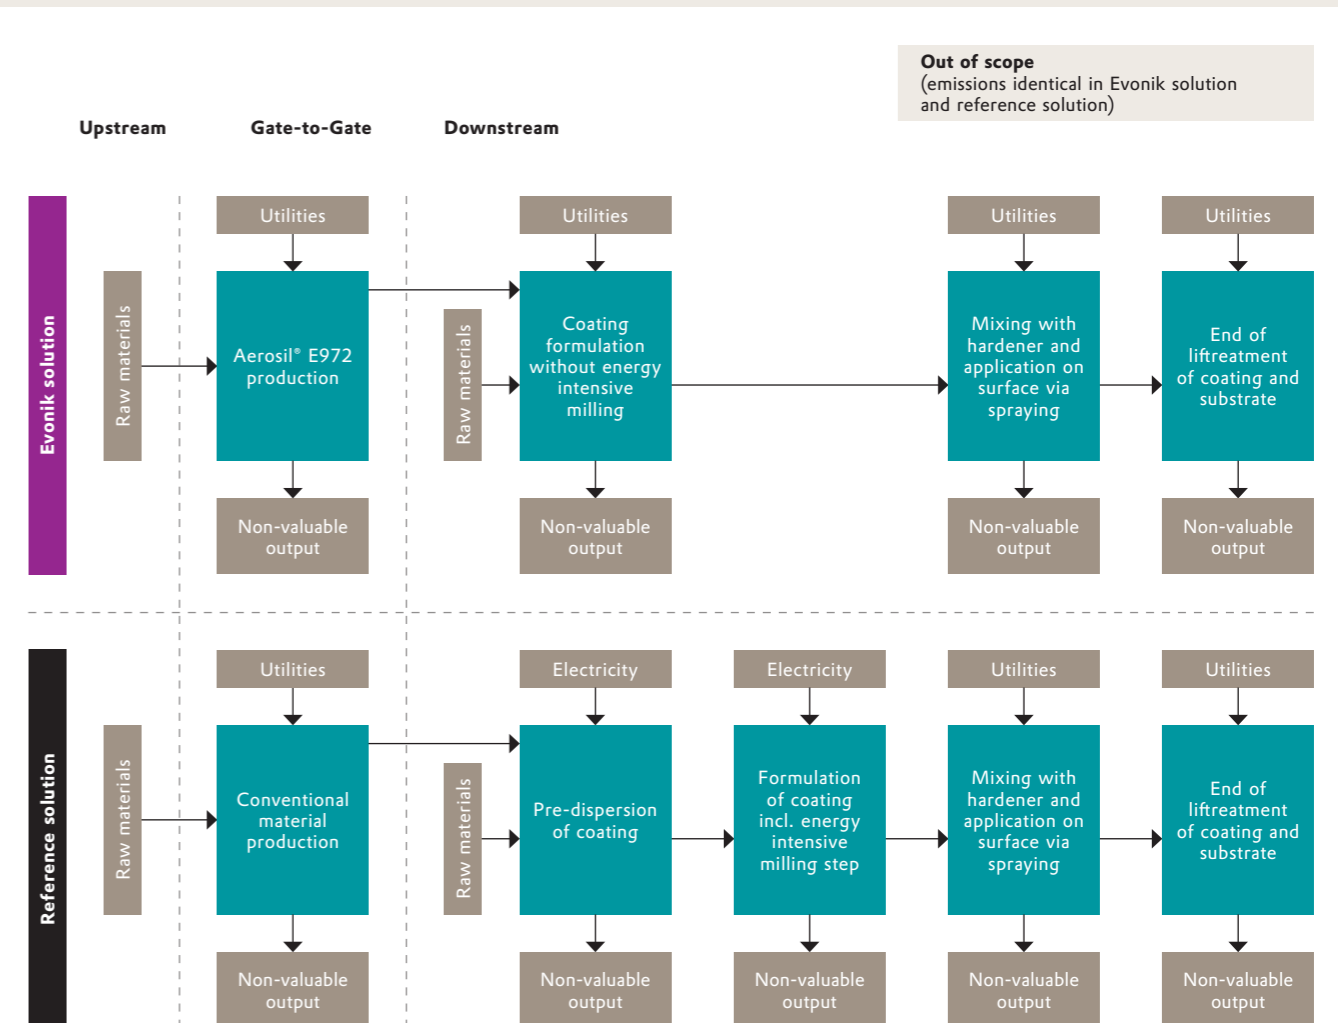 Out of scope
(emissions identical in Evonik solution
and reference solution)
Upstream
Gate-to-Gate
Downstream
Evonik solution
Utilities
Utilities
Utilities
Utilities
Raw materials
Aerosil® E972
production
Raw materials
Coating
formulation
without energy
intensive
milling
Mixing with
hardener and
application on
surface via
spraying
End of
liftreatment
of coating and
substrate
Non-valuable
output
Non-valuable
output
Non-valuable
output
Non-valuable
output
Reference solution
Utilities
Electricity
Electricity
Utilities
Utilities
Raw materials
Conventional
material
production
Raw materials
Pre-dispersion
of coating
Formulation
of coating
incl. energy
intensive
milling step
Mixing with
hardener and
application on
surface via
spraying
End of
liftreatment
of coating and
substrate
Non-valuable
output
Non-valuable
output
Non-valuable
output
Non-valuable
output
Non-valuable
output